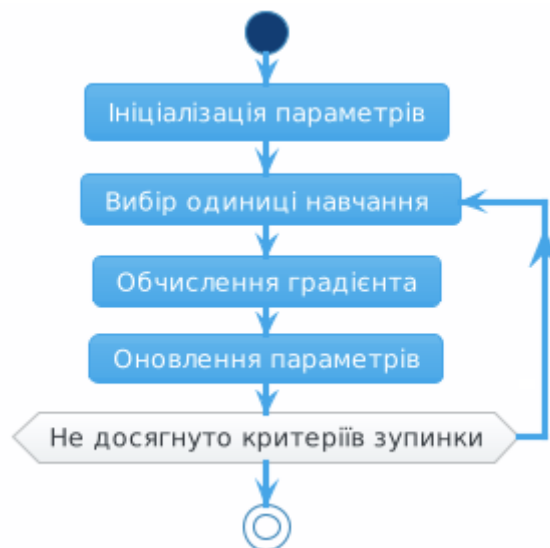 Ініціалізація параметрів
Вибір одиниці навчання
Обчислення градієнта
Оновлення параметрів
Не досягнуто критеріїв зупинки